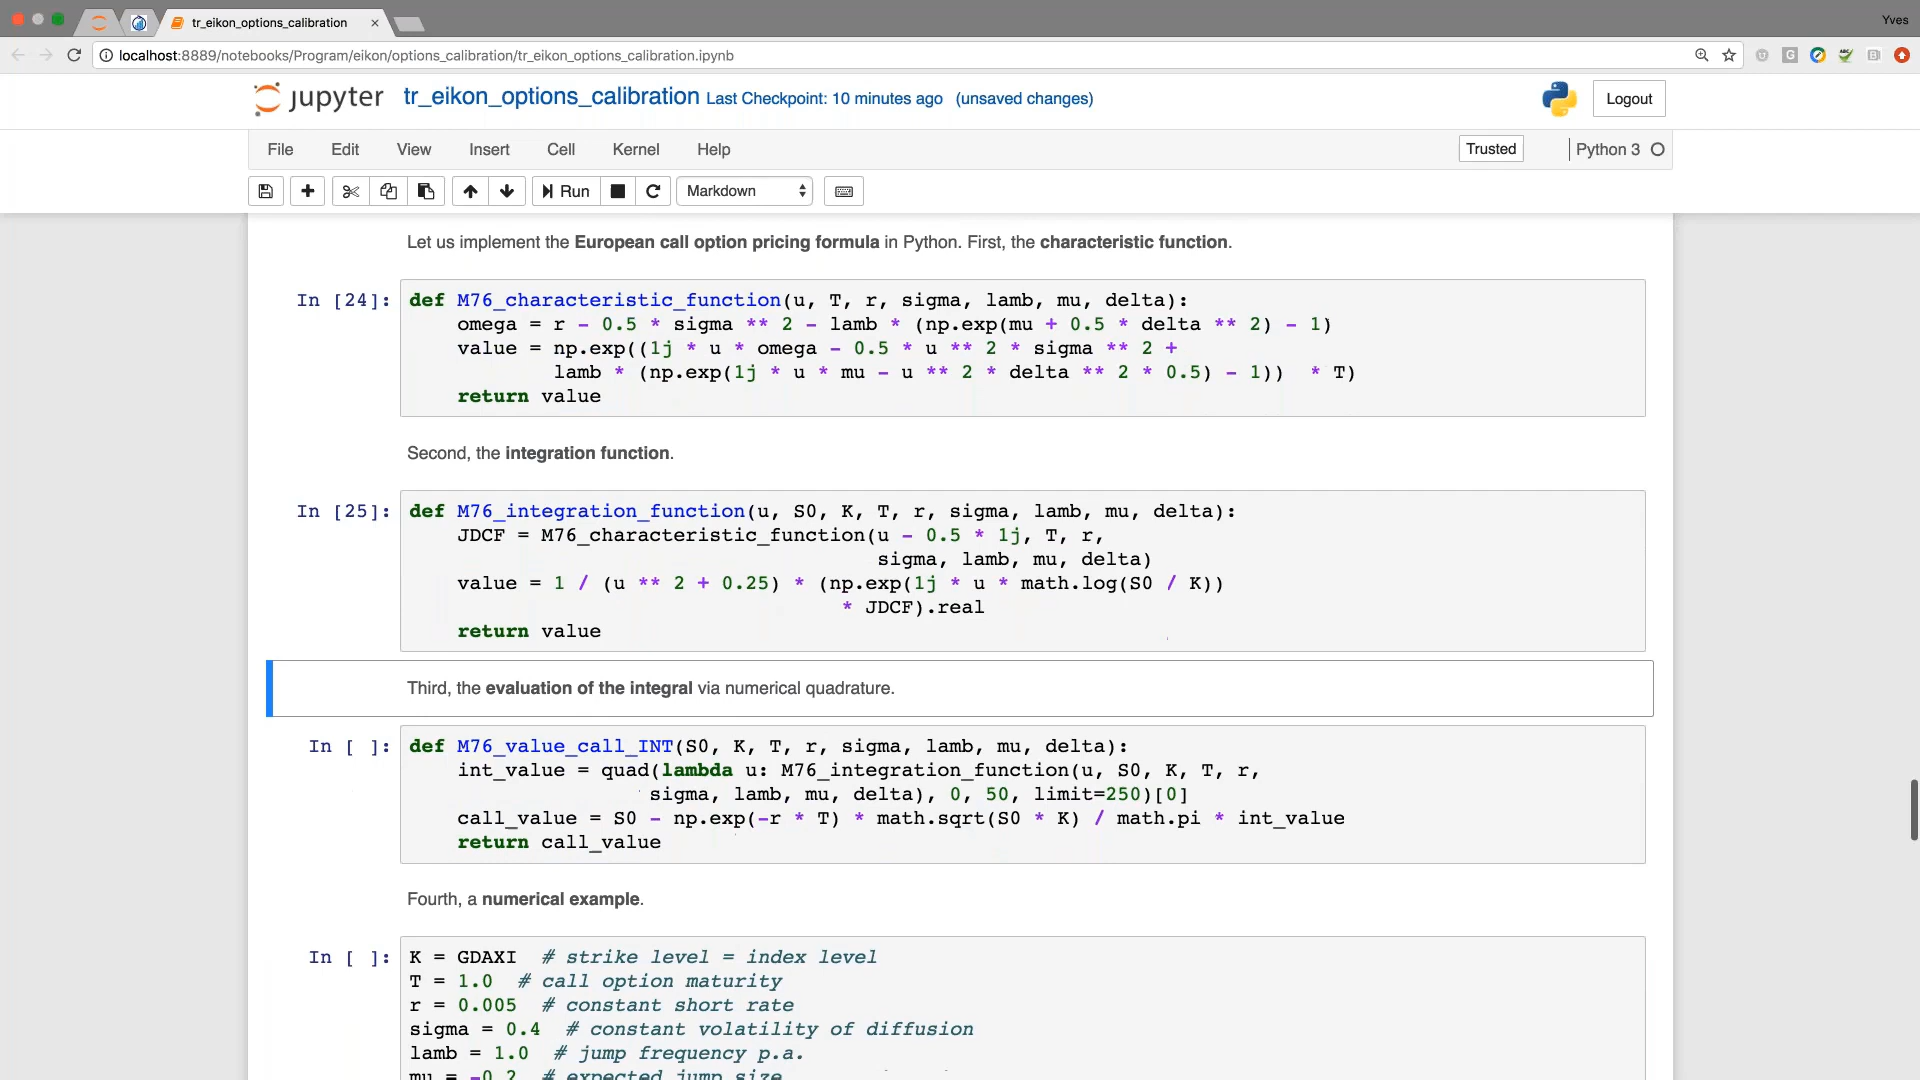 tr_eikon_options_calibration
Yves
localhost:8889/notebooks/Program/eikon/options_calibration/tr_eikon_options_calibration.ipynb
jupyter tr_eikon_options_calibration Last Checkpoint: 10 minutes ago (unsaved changes)
Logout
File Edit View Insert Cell Kernel Help
Trusted
Python 3
Run
Markdown
Let us implement the European call option pricing formula in Python. First, the characteristic function.
In [24]: def M76_characteristic_function(u, T, r, sigma, lamb, mu, delta):
omega = r - 0.5 * sigma ** 2 - lamb * (np.exp(mu + 0.5 * delta ** 2) - 1)
value = np.exp((1j * u * omega - 0.5 * u ** 2 * sigma ** 2 +
lamb * (np.exp(1j * u * mu - u ** 2 * delta ** 2 * 0.5) - 1)) * T)
return value
Second, the integration function.
In [25]: def M76_integration_function(u, S0, K, T, r, sigma, lamb, mu, delta):
JDCF = M76_characteristic_function(u - 0.5 * 1j, T, r,
sigma, lamb, mu, delta)
value = 1 / (u ** 2 + 0.25) * (np.exp(1j * u * math.log(S0 / K))
* JDCF).real
return value
Third, the evaluation of the integral via numerical quadrature.
In [ ]: def M76_value_call_INT(S0, K, T, r, sigma, lamb, mu, delta):
int_value = quad(lambda u: M76_integration_function(u, S0, K, T, r,
sigma, lamb, mu, delta), 0, 50, limit=250)[0]
call_value = S0 - np.exp(-r * T) * math.sqrt(S0 * K) / math.pi * int_value
return call_value
Fourth, a numerical example.
In [ ]: K = GDAXI # strike level = index level
T = 1.0 # call option maturity
r = 0.005 # constant short rate
sigma = 0.4 # constant volatility of diffusion
lamb = 1.0 # jump frequency p.a.
mu = -0.2 # expected jump size